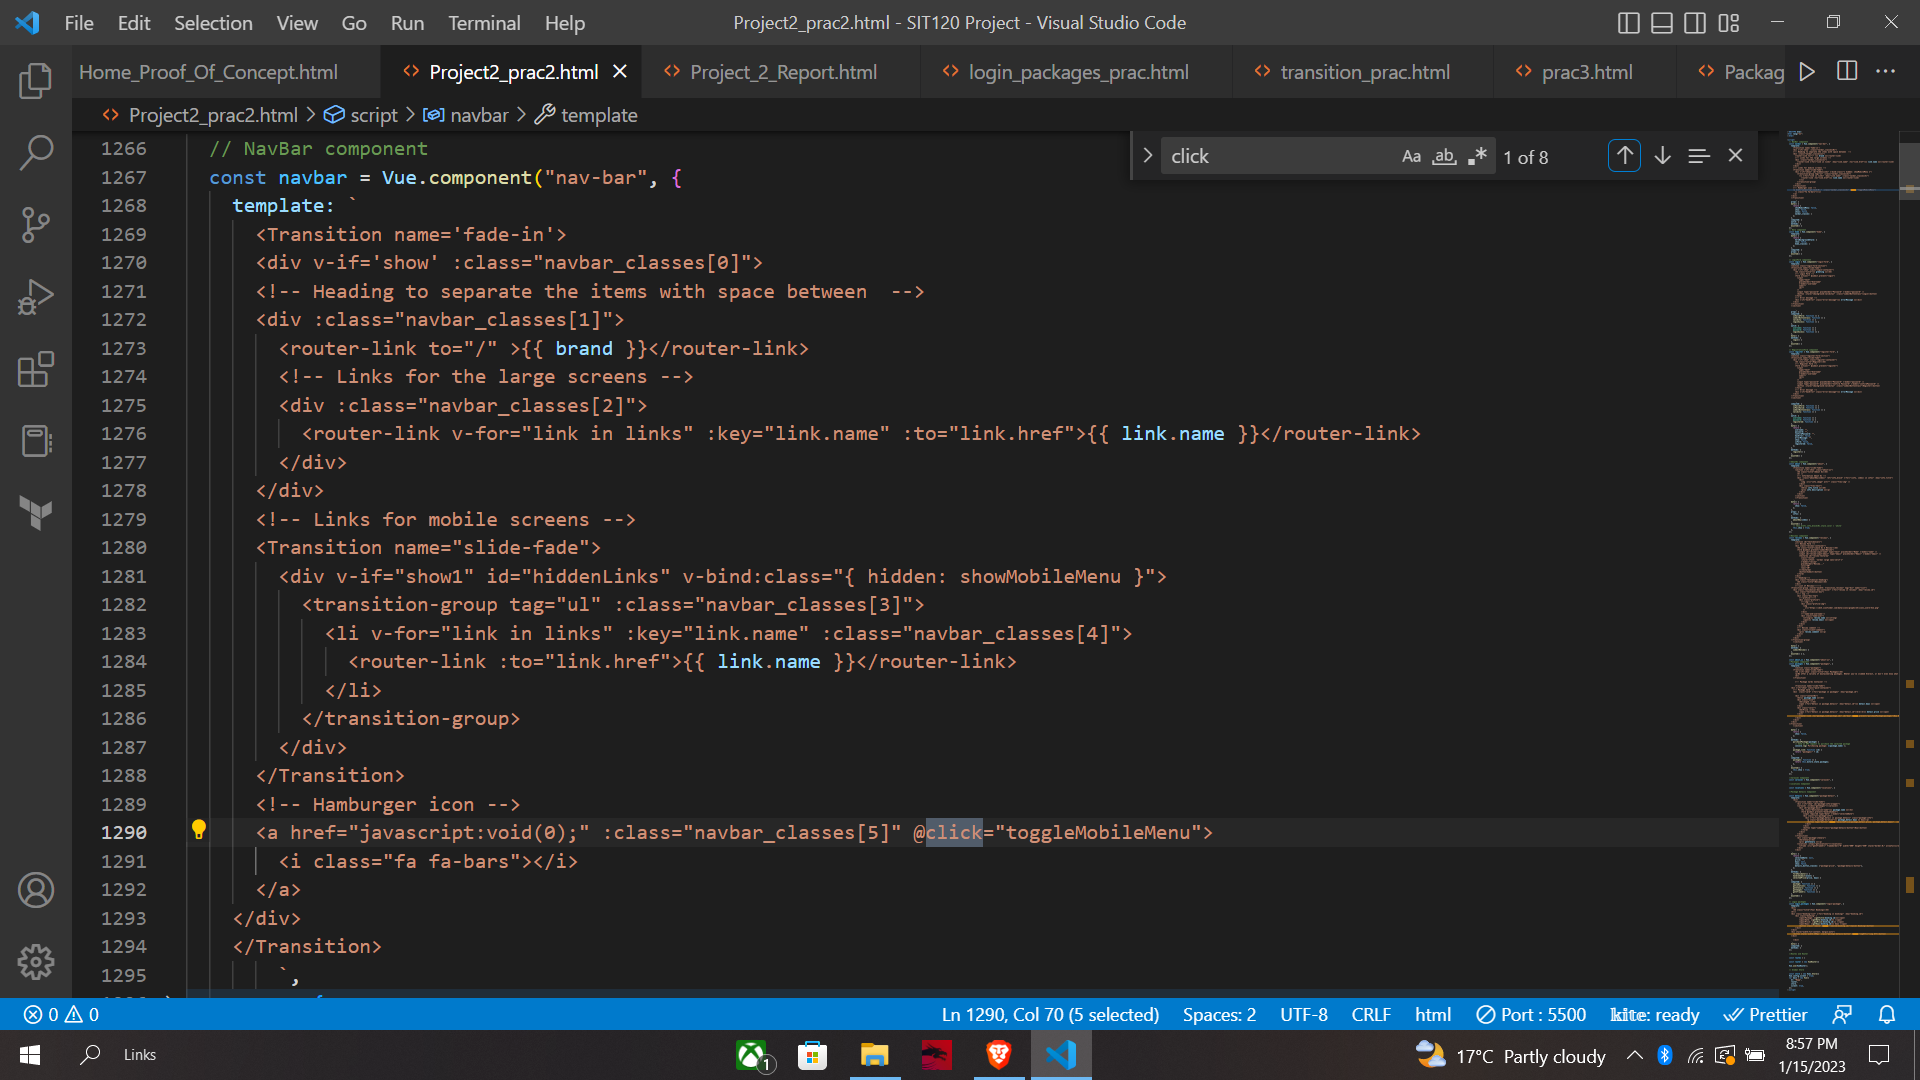 File Edit Selection View Go Run Terminal Help Project2_prac2.html - SIT120 Project - Visual Studio Code
Home_Proof_Of_Concept.html Project2_prac2.html Project_2_Report.html login_packages_prac.html transition_prac.html prac3.html Packag
Project2_prac2.html > script > navbar > template
click Aa ab .* 1 of 8
1266 // NavBar component
1267 const navbar = Vue.component("nav-bar", {
1268 template: `
1269 <Transition name='fade-in'>
1270 <div v-if='show' :class="navbar_classes[0]">
1271 <!-- Heading to separate the items with space between  -->
1272 <div :class="navbar_classes[1]">
1273 <router-link to="/" >{{ brand }}</router-link>
1274 <!-- Links for the large screens -->
1275 <div :class="navbar_classes[2]">
1276 <router-link v-for="link in links" :key="link.name" :to="link.href">{{ link.name }}</router-link>
1277 </div>
1278 </div>
1279 <!-- Links for mobile screens -->
1280 <Transition name="slide-fade">
1281 <div v-if="show1" id="hiddenLinks" v-bind:class="{ hidden: showMobileMenu }">
1282 <transition-group tag="ul" :class="navbar_classes[3]">
1283 <li v-for="link in links" :key="link.name" :class="navbar_classes[4]">
1284 <router-link :to="link.href">{{ link.name }}</router-link>
1285 </li>
1286 </transition-group>
1287 </div>
1288 </Transition>
1289 <!-- Hamburger icon -->
1290 <a href="javascript:void(0);" :class="navbar_classes[5]" @click="toggleMobileMenu">
1291 <i class="fa fa-bars"></i>
1292 </a>
1293 </div>
1294 </Transition>
1295 `,
0 0 Ln 1290, Col 70 (5 selected) Spaces: 2 UTF-8 CRLF html Port : 5500 kite: ready Prettier
Links 1 17°C Partly cloudy 8:57 PM
1/15/2023